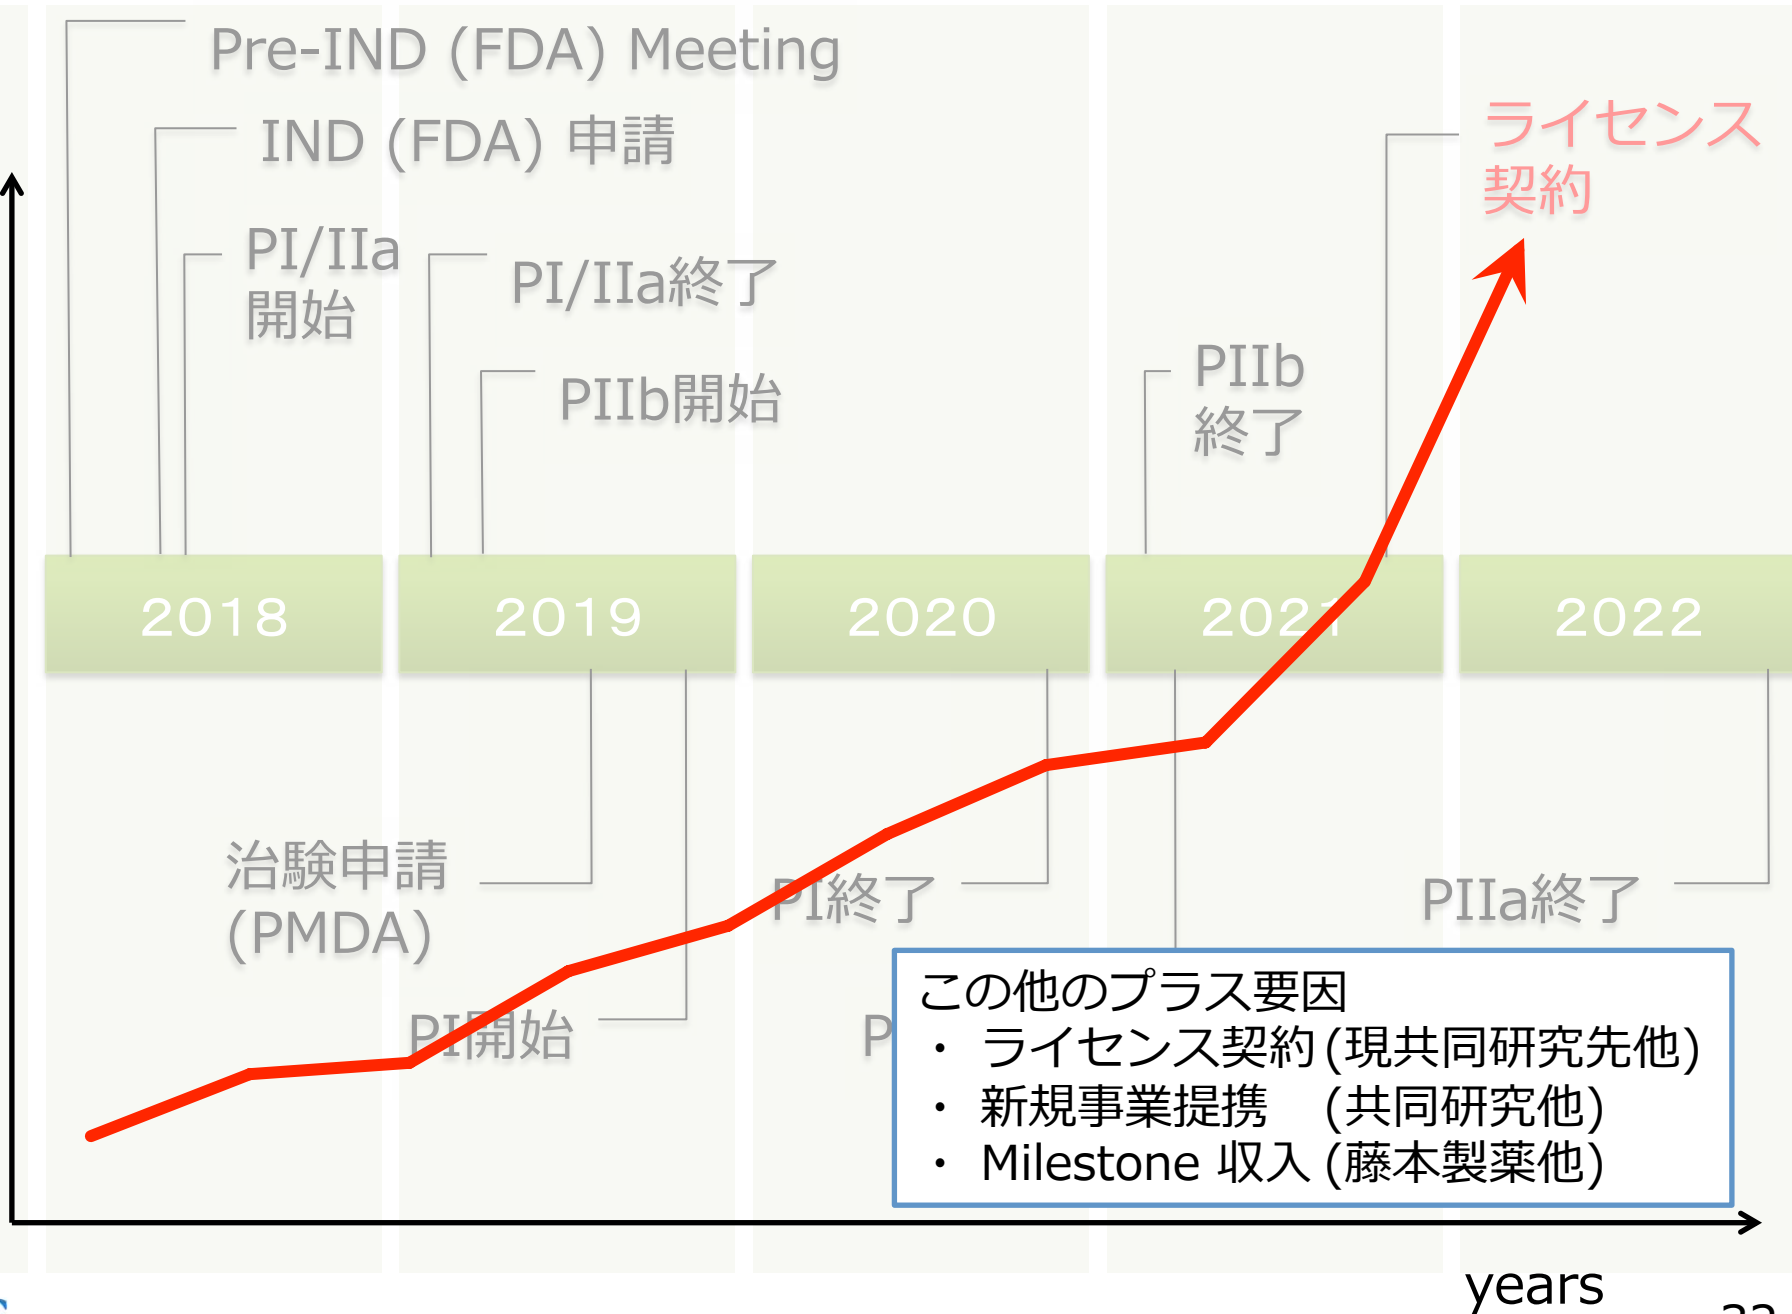 Pre-IND (FDA) Meeting
IND (FDA) 申請
ライセンス
契約
PI/IIa
開始
PI/IIa終了
PIIb開始
PIIb
終了
2018
2019
2020
2021
2022
治験申請
(PMDA)
PI終了
PIIa終了
PI開始
P
この他のプラス要因
・ ライセンス契約 (現共同研究先他)
・ 新規事業提携 (共同研究他)
・ Milestone 収入 (藤本製薬他)
years